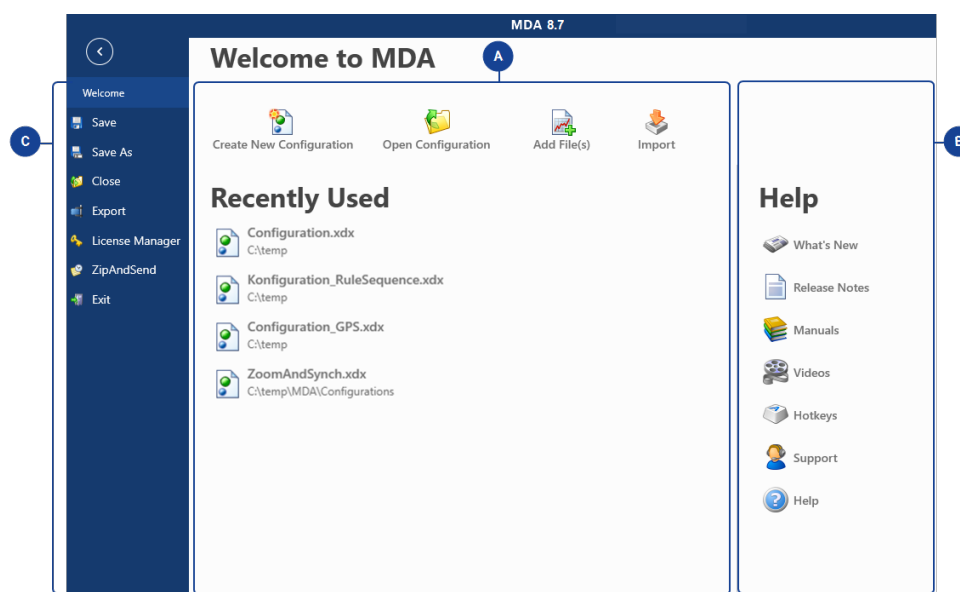 MDA 8.7
Welcome to MDA
A
C
Welcome
Save
Save As
Close
Export
License Manager
ZipAndSend
Exit
Create New Configuration
Open Configuration
Add File(s)
Import
Recently Used
Configuration.xdx
C:\temp
Konfiguration_RuleSequence.xdx
C:\temp
Configuration_GPS.xdx
C:\temp
ZoomAndSynch.xdx
C:\temp\MDA\Configurations
Help
What's New
Release Notes
Manuals
Videos
Hotkeys
Support
Help